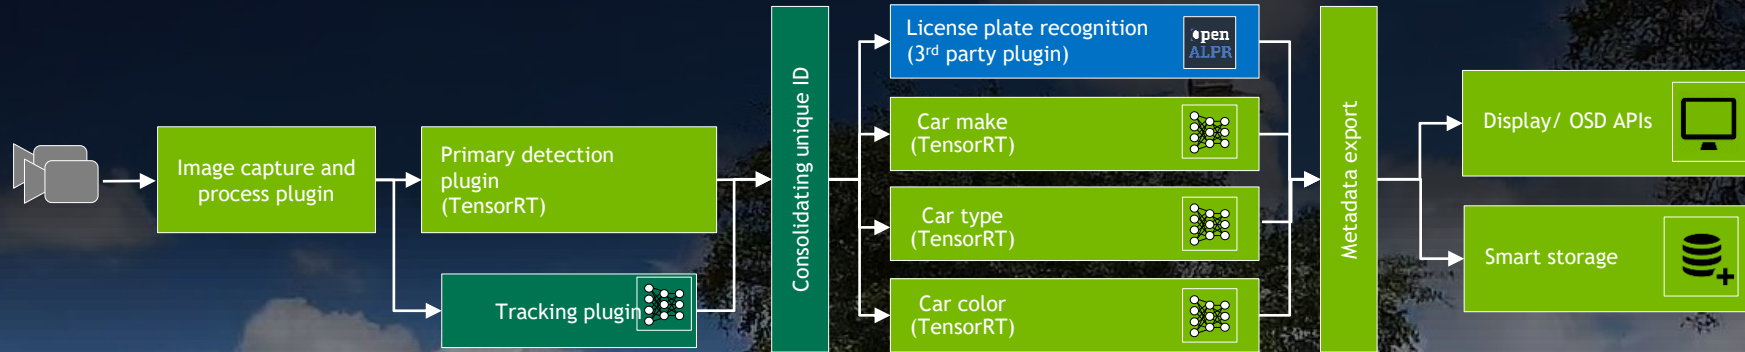 Image capture and
process plugin
Primary detection
plugin
(TensorRT)
Tracking plugin
Consolidating unique ID
License plate recognition
(3rd party plugin)
open
ALPR
Car make
(TensorRT)
Car type
(TensorRT)
Car color
(TensorRT)
Metadata export
Display/ OSD APIs
Smart storage